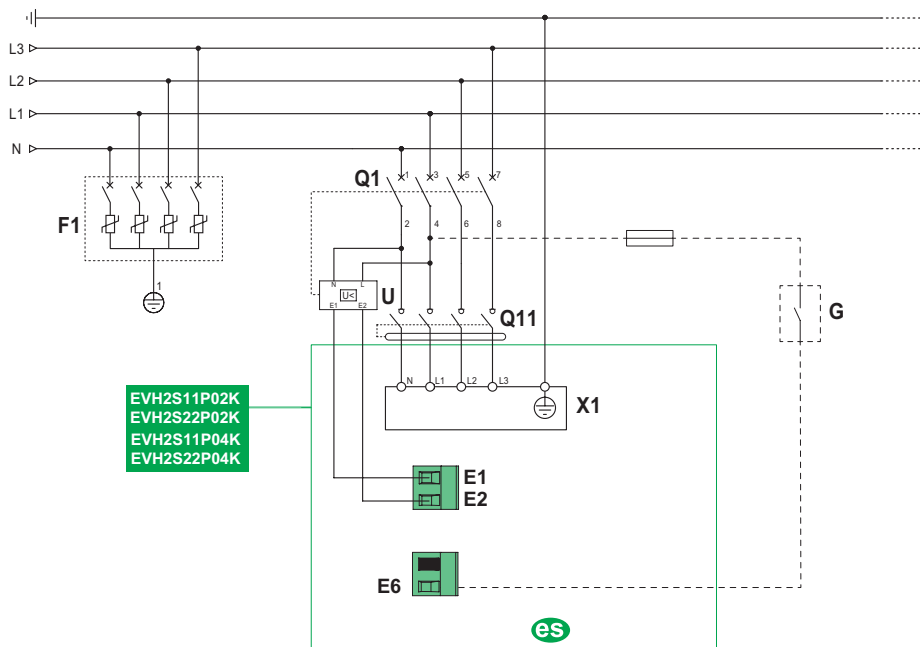 L3
L2
L1
N
F1
1
Q1
1
3
5
7
2
4
6
8
N
L
U<
E1
E2
U
Q11
G
N
L1
L2
L3
X1
EVH2S11P02K
EVH2S22P02K
EVH2S11P04K
EVH2S22P04K
E1
E2
E6
es